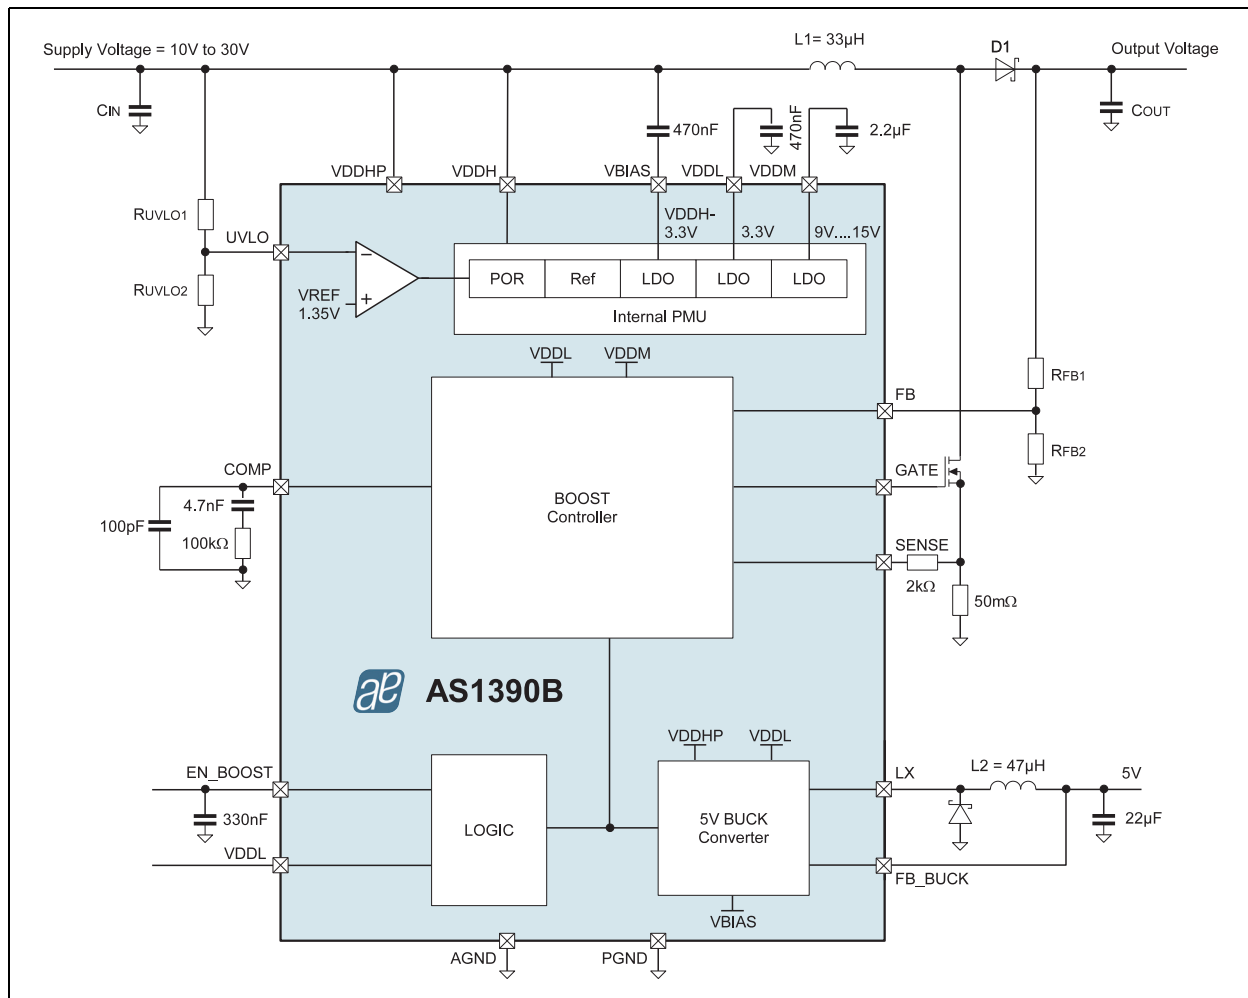 Supply Voltage = 10V to 30V
L1= 33µH
D1
Output Voltage
CIN
470nF
470nF
2.2µF
COUT
VDDHP
VDDH
VBIAS
VDDL
VDDM
RUVLO1
VDDH-
3.3V
3.3V
9V....15V
UVLO
POR
Ref
LDO
LDO
LDO
RUVLO2
VREF
1.35V
Internal PMU
VDDL
VDDM
RFB1
FB
RFB2
COMP
GATE
4.7nF
100pF
100kΩ
BOOST
Controller
SENSE
2kΩ
50mΩ
ae AS1390B
VDDHP
VDDL
EN_BOOST
LX
L2 = 47µH
5V
330nF
LOGIC
5V BUCK
Converter
22µF
VDDL
FB_BUCK
VBIAS
AGND
PGND